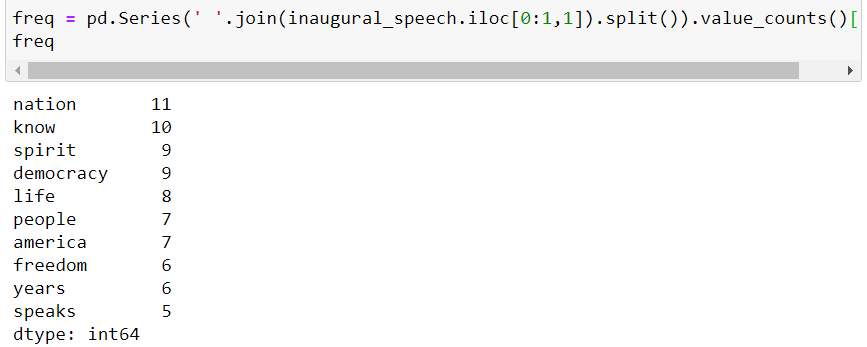 freq = pd.Series(' '.join(inaugural_speech.iloc[0:1,1]).split()).value_counts()[
freq
nation 11
know 10
spirit 9
democracy 9
life 8
people 7
america 7
freedom 6
years 6
speaks 5
dtype: int64